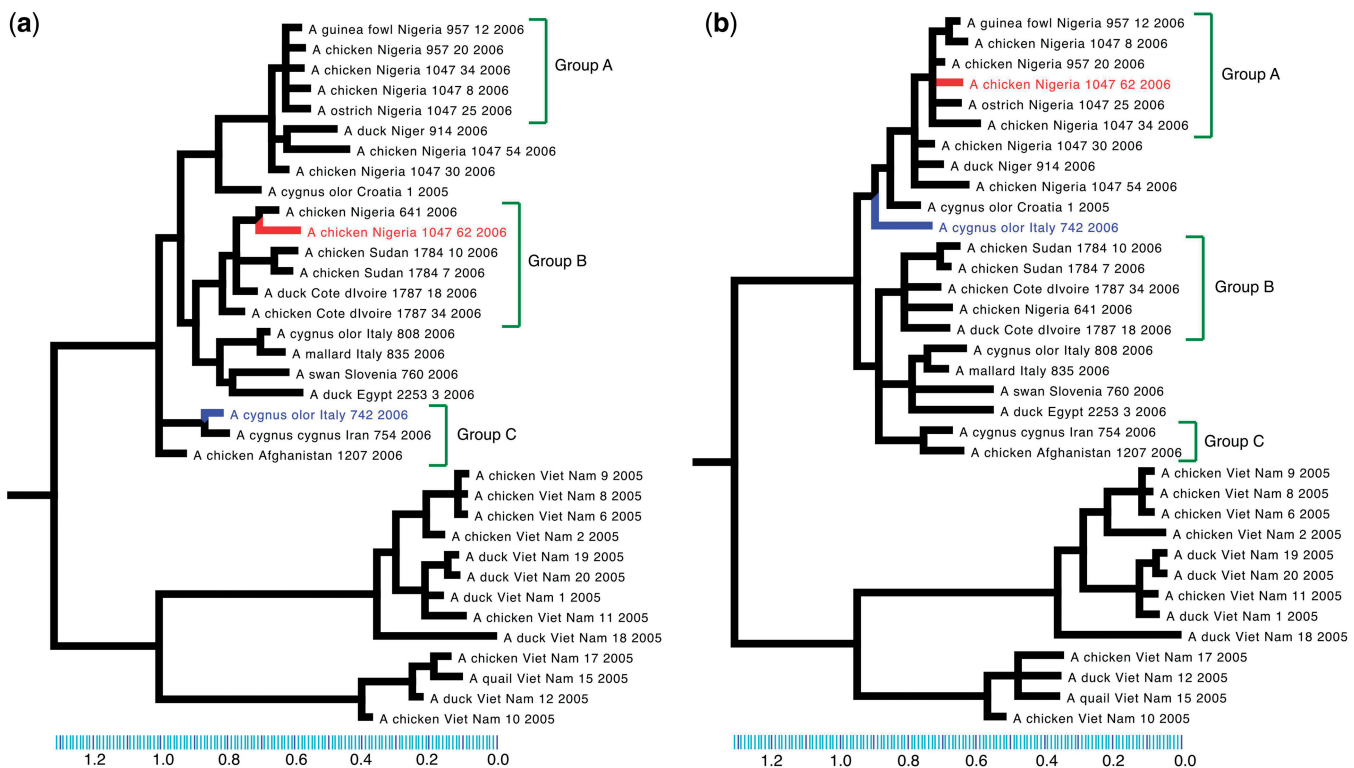 (a)
A guinea fowl Nigeria 957 12 2006
A chicken Nigeria 957 20 2006
A chicken Nigeria 1047 34 2006
A chicken Nigeria 1047 8 2006
A ostrich Nigeria 1047 25 2006
Group A
A duck Niger 914 2006
A chicken Nigeria 1047 54 2006
A chicken Nigeria 1047 30 2006
A cygnus olor Croatia 1 2005
A chicken Nigeria 641 2006
A chicken Nigeria 1047 62 2006
A chicken Sudan 1784 10 2006
A chicken Sudan 1784 7 2006
A duck Cote dIvoire 1787 18 2006
A chicken Cote dIvoire 1787 34 2006
Group B
A cygnus olor Italy 808 2006
A mallard Italy 835 2006
A swan Slovenia 760 2006
A duck Egypt 2253 3 2006
A cygnus olor Italy 742 2006
A cygnus cygnus Iran 754 2006
A chicken Afghanistan 1207 2006
Group C
A chicken Viet Nam 9 2005
A chicken Viet Nam 8 2005
A chicken Viet Nam 6 2005
A chicken Viet Nam 2 2005
A duck Viet Nam 19 2005
A duck Viet Nam 20 2005
A duck Viet Nam 1 2005
A chicken Viet Nam 11 2005
A duck Viet Nam 18 2005
A chicken Viet Nam 17 2005
A quail Viet Nam 15 2005
A duck Viet Nam 12 2005
A chicken Viet Nam 10 2005
1.2 1.0 0.8 0.6 0.4 0.2 0.0
(b)
A guinea fowl Nigeria 957 12 2006
A chicken Nigeria 1047 8 2006
A chicken Nigeria 957 20 2006
A chicken Nigeria 1047 62 2006
A ostrich Nigeria 1047 25 2006
A chicken Nigeria 1047 34 2006
Group A
A chicken Nigeria 1047 30 2006
A duck Niger 914 2006
A chicken Nigeria 1047 54 2006
A cygnus olor Croatia 1 2005
A cygnus olor Italy 742 2006
A chicken Sudan 1784 10 2006
A chicken Sudan 1784 7 2006
A chicken Cote dIvoire 1787 34 2006
A chicken Nigeria 641 2006
A duck Cote dIvoire 1787 18 2006
Group B
A cygnus olor Italy 808 2006
A mallard Italy 835 2006
A swan Slovenia 760 2006
A duck Egypt 2253 3 2006
A cygnus cygnus Iran 754 2006
A chicken Afghanistan 1207 2006
Group C
A chicken Viet Nam 9 2005
A chicken Viet Nam 8 2005
A chicken Viet Nam 6 2005
A chicken Viet Nam 2 2005
A duck Viet Nam 19 2005
A duck Viet Nam 20 2005
A chicken Viet Nam 11 2005
A duck Viet Nam 1 2005
A duck Viet Nam 18 2005
A chicken Viet Nam 17 2005
A duck Viet Nam 12 2005
A quail Viet Nam 15 2005
A chicken Viet Nam 10 2005
1.2 1.0 0.8 0.6 0.4 0.2 0.0